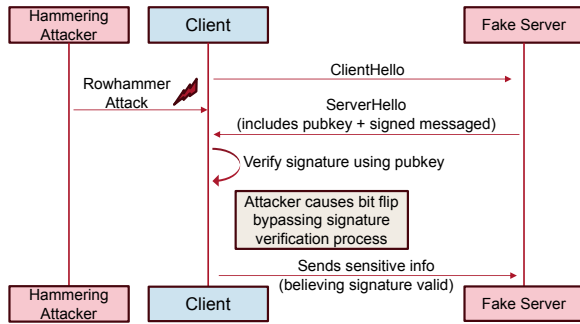 Hammering
Attacker
Client
Fake Server
ClientHello
Rowhammer
Attack
ServerHello
(includes pubkey + signed messaged)
Verify signature using pubkey
Attacker causes bit flip
bypassing signature
verification process
Sends sensitive info
(believing signature valid)
Hammering
Attacker
Client
Fake Server